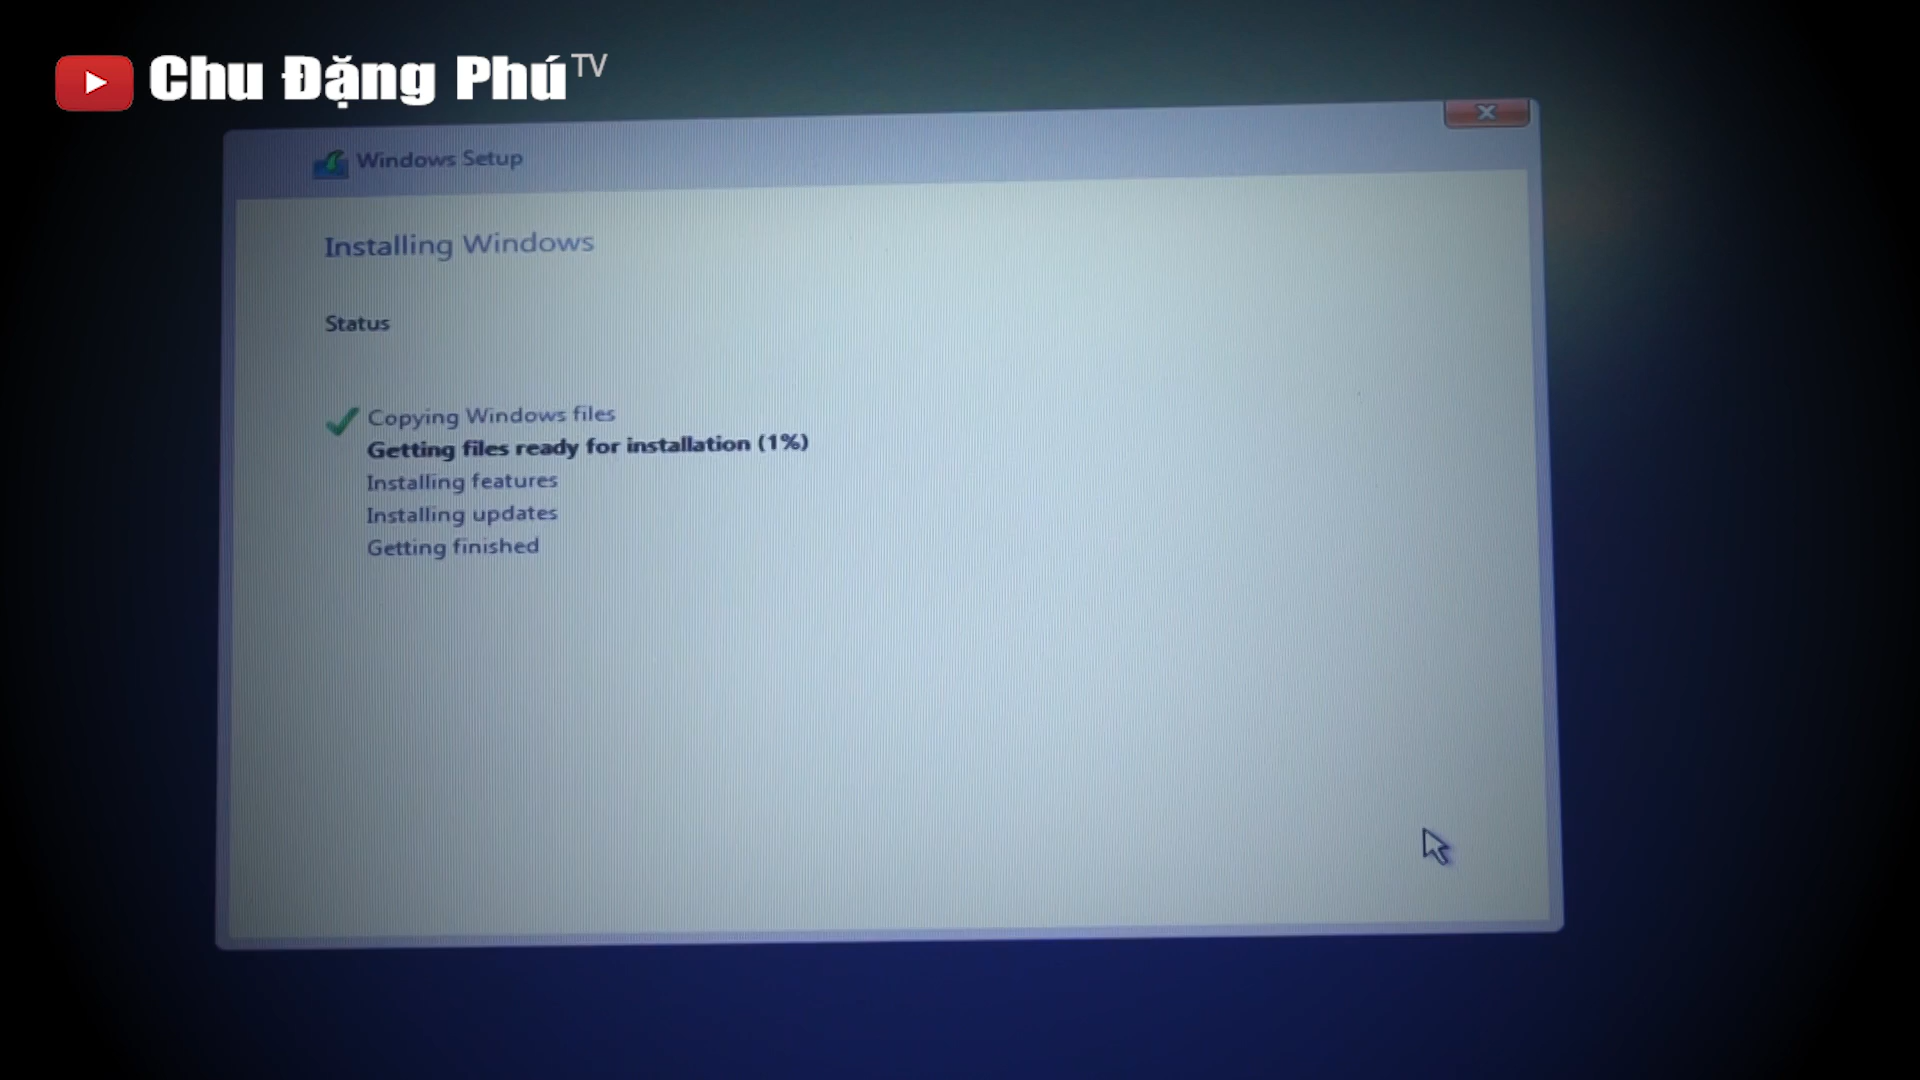 Chu Đặng Phú TV
Windows Setup
Installing Windows
Status
Copying Windows files
Getting files ready for installation (1%)
Installing features
Installing updates
Getting finished